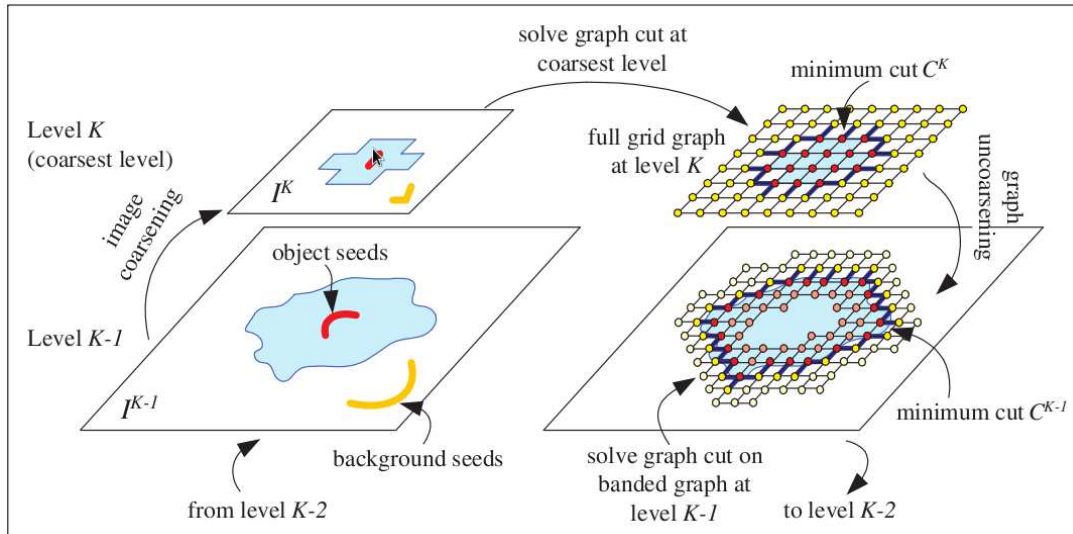 solve graph cut at
coarsest level
minimum cut C^K
Level K
(coarsest level)
full grid graph
at level K
I^K
image
coarsening
graph
uncoarsening
object seeds
Level K-1
I^K-1
minimum cut C^K-1
background seeds
solve graph cut on
banded graph at
level K-1
from level K-2
to level K-2